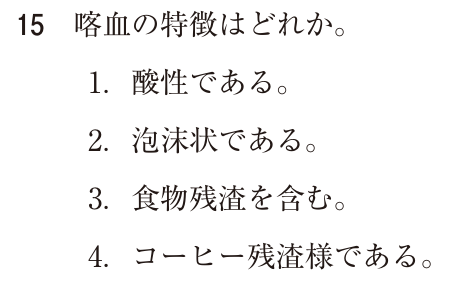 15 喀血の特徴はどれか。
1. 酸性である。
2. 泡沫状である。
3. 食物残渣を含む。
4. コーヒー残渣様である。